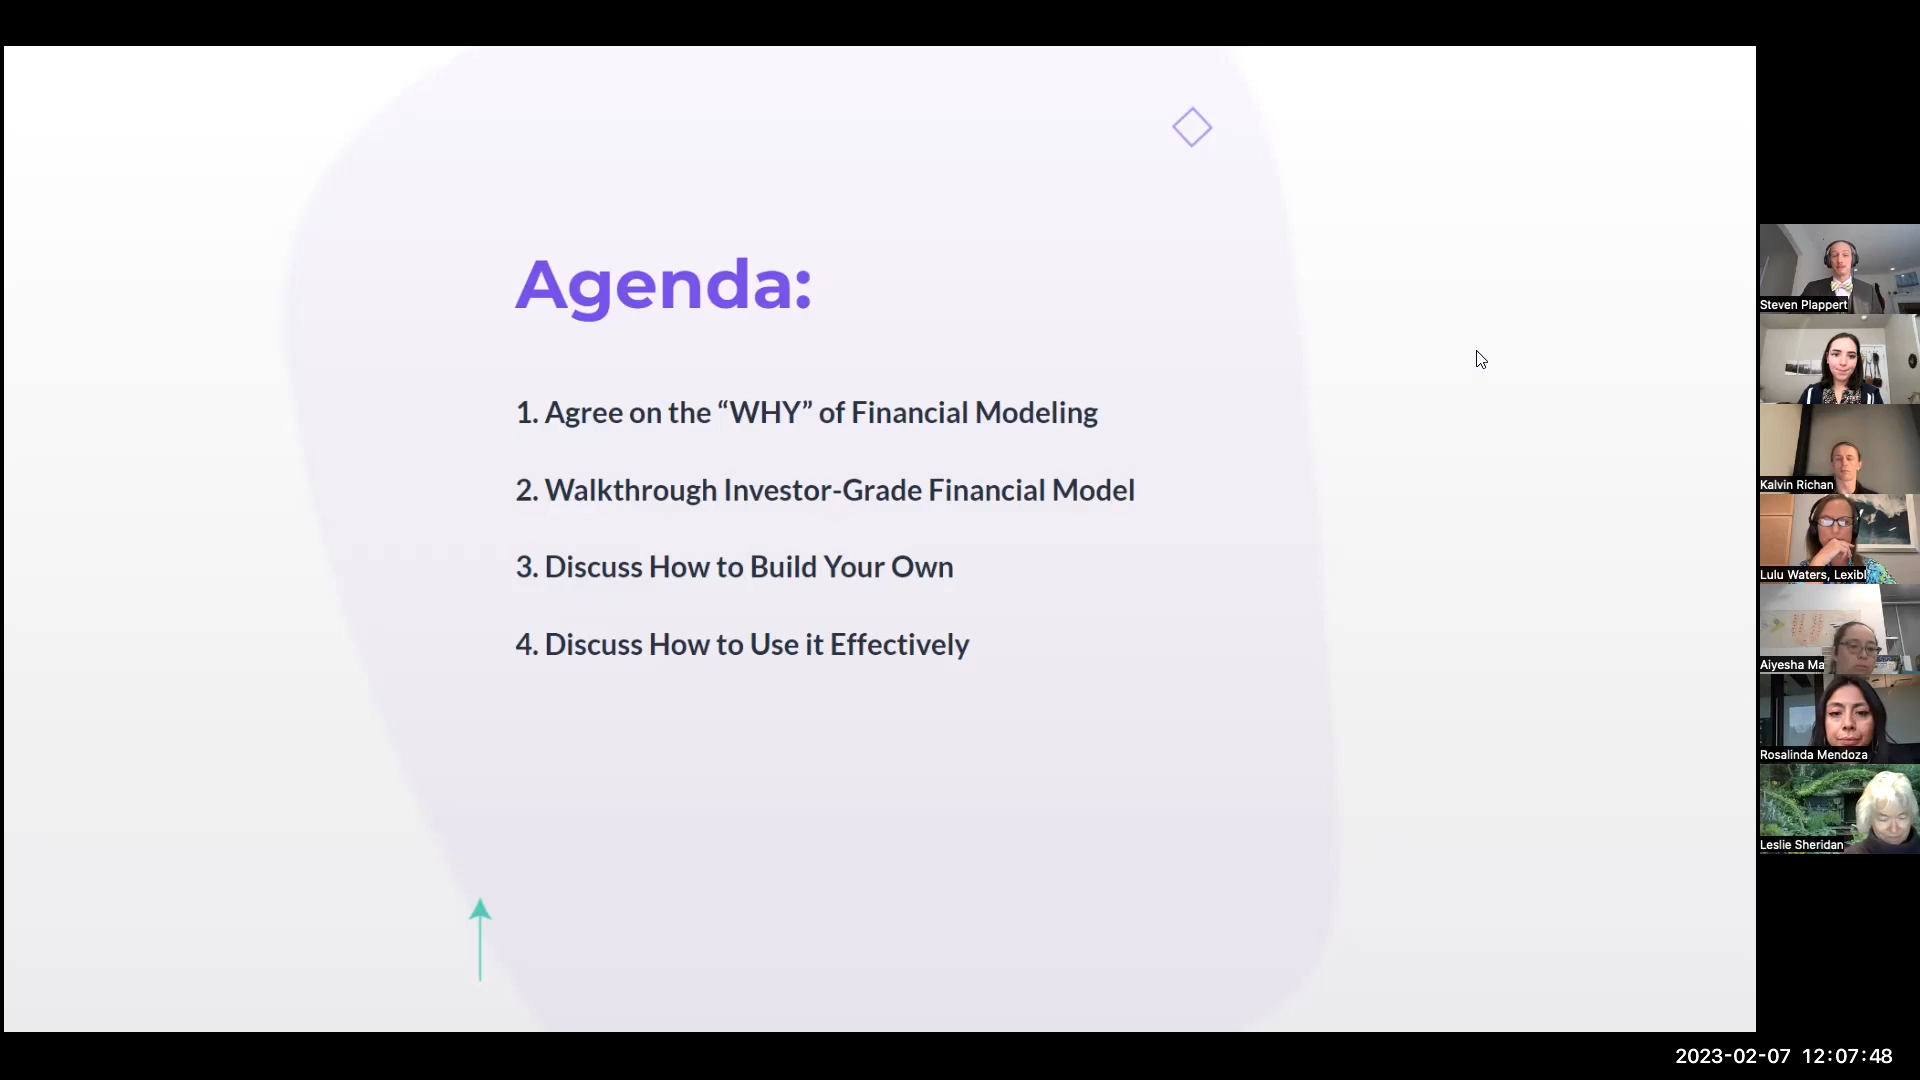 Agenda:
1. Agree on the “WHY” of Financial Modeling
2. Walkthrough Investor-Grade Financial Model
3. Discuss How to Build Your Own
4. Discuss How to Use it Effectively
Steven Plappert
Kalvin Richan
Lulu Waters, Lexibl
Aiyesha Ma
Rosalinda Mendoza
Leslie Sheridan
2023-02-07 12:07:48